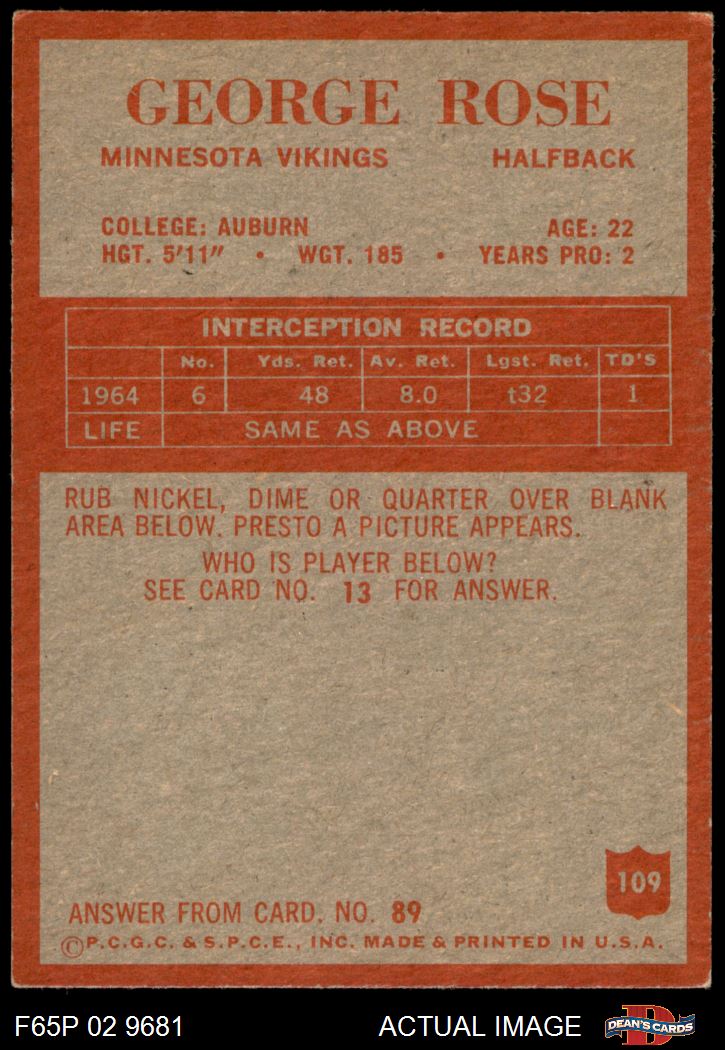 GEORGE ROSE
MINNESOTA VIKINGS HALFBACK
COLLEGE: AUBURN AGE: 22
HGT. 5'11" • WGT. 185 • YEARS PRO: 2
INTERCEPTION RECORD
No. Yds. Ret. Av. Ret. Lgst. Ret. TD'S
1964 6 48 8.0 t32 1
LIFE SAME AS ABOVE
RUB NICKEL, DIME OR QUARTER OVER BLANK
AREA BELOW. PRESTO A PICTURE APPEARS.
WHO IS PLAYER BELOW?
SEE CARD NO. 13 FOR ANSWER.
109
ANSWER FROM CARD. NO. 89
©P.C.G.C. & S.P.C.E., INC. MADE & PRINTED IN U.S.A.
F65P 02 9681 ACTUAL IMAGE DEAN'S CARDS